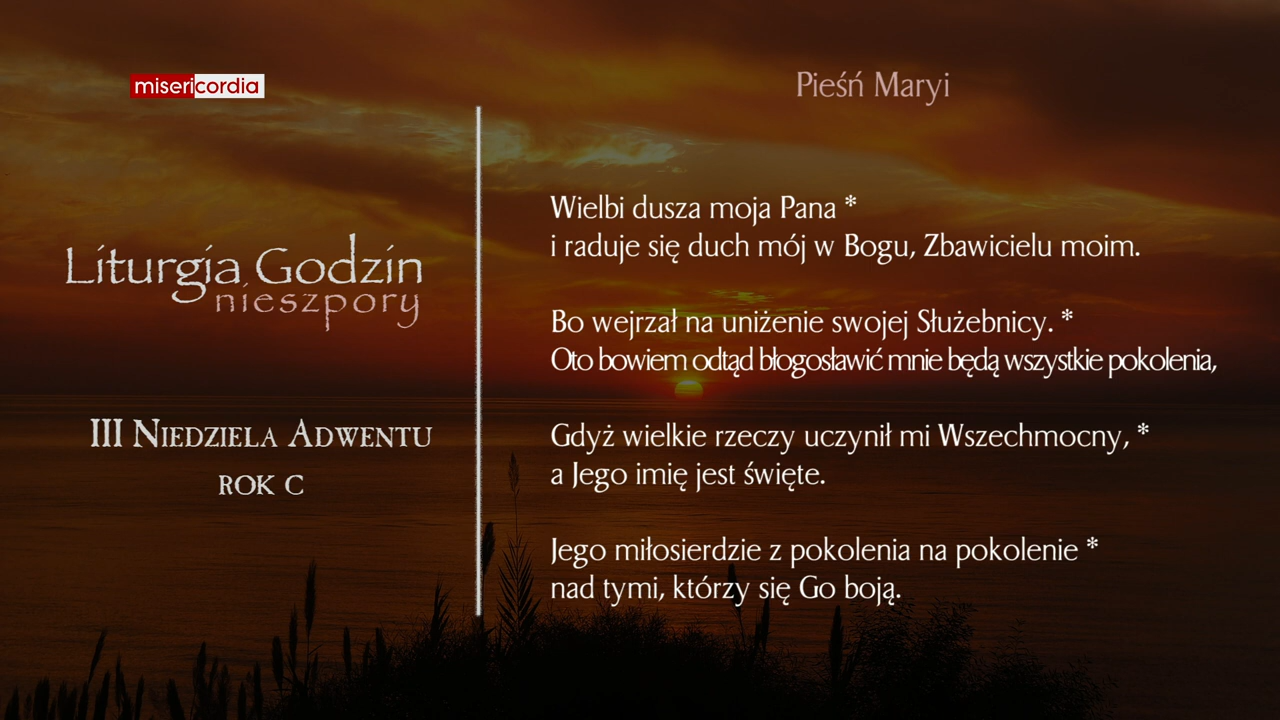 misericordia
Liturgia Godzin
nieszpory
III Niedziela Adwentu
rok C
Pieśń Maryi
Wielbi dusza moja Pana *
i raduje się duch mój w Bogu, Zbawicielu moim.
Bo wejrzał na uniżenie swojej Służebnicy. *
Oto bowiem odtąd błogosławić mnie będą wszystkie pokolenia,
Gdyż wielkie rzeczy uczynił mi Wszechmocny, *
a Jego imię jest święte.
Jego miłosierdzie z pokolenia na pokolenie *
nad tymi, którzy się Go boją.